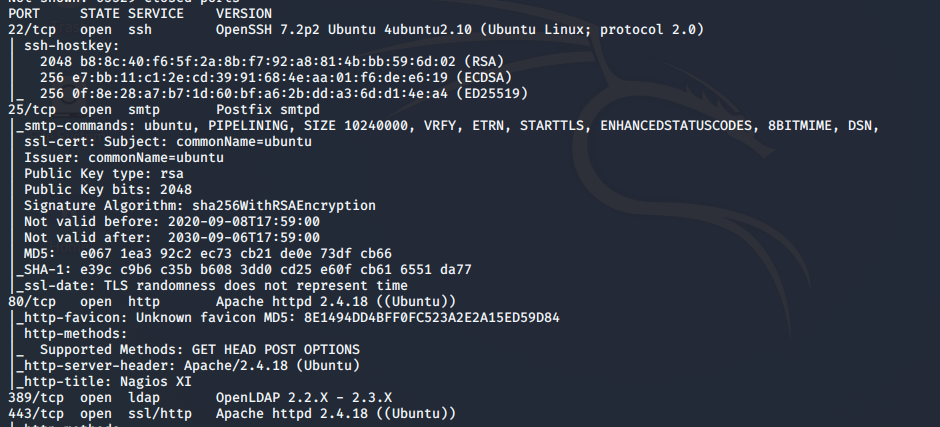 Not shown: 65529 closed ports
PORT    STATE SERVICE    VERSION
22/tcp  open  ssh        OpenSSH 7.2p2 Ubuntu 4ubuntu2.10 (Ubuntu Linux; protocol 2.0)
| ssh-hostkey:
|   2048 b8:8c:40:f6:5f:2a:8b:f7:92:a8:81:4b:bb:59:6d:02 (RSA)
|   256 e7:bb:11:c1:2e:cd:39:91:68:4e:aa:01:f6:de:e6:19 (ECDSA)
|_  256 0f:8e:28:a7:b7:1d:60:bf:a6:2b:dd:a3:6d:d1:4e:a4 (ED25519)
25/tcp  open  smtp       Postfix smtpd
|_smtp-commands: ubuntu, PIPELINING, SIZE 10240000, VRFY, ETRN, STARTTLS, ENHANCEDSTATUSCODES, 8BITMIME, DSN,
| ssl-cert: Subject: commonName=ubuntu
| Issuer: commonName=ubuntu
| Public Key type: rsa
| Public Key bits: 2048
| Signature Algorithm: sha256WithRSAEncryption
| Not valid before: 2020-09-08T17:59:00
| Not valid after:  2030-09-06T17:59:00
| MD5:   e067 1ea3 92c2 ec73 cb21 de0e 73df cb66
|_SHA-1: e39c c9b6 c35b b608 3dd0 cd25 e60f cb61 6551 da77
|_ssl-date: TLS randomness does not represent time
80/tcp  open  http       Apache httpd 2.4.18 ((Ubuntu))
|_http-favicon: Unknown favicon MD5: 8E1494DD4BFF0FC523A2E2A15ED59D84
| http-methods:
|_  Supported Methods: GET HEAD POST OPTIONS
|_http-server-header: Apache/2.4.18 (Ubuntu)
|_http-title: Nagios XI
389/tcp open  ldap       OpenLDAP 2.2.X - 2.3.X
443/tcp open  ssl/http   Apache httpd 2.4.18 ((Ubuntu))
| http-methods: